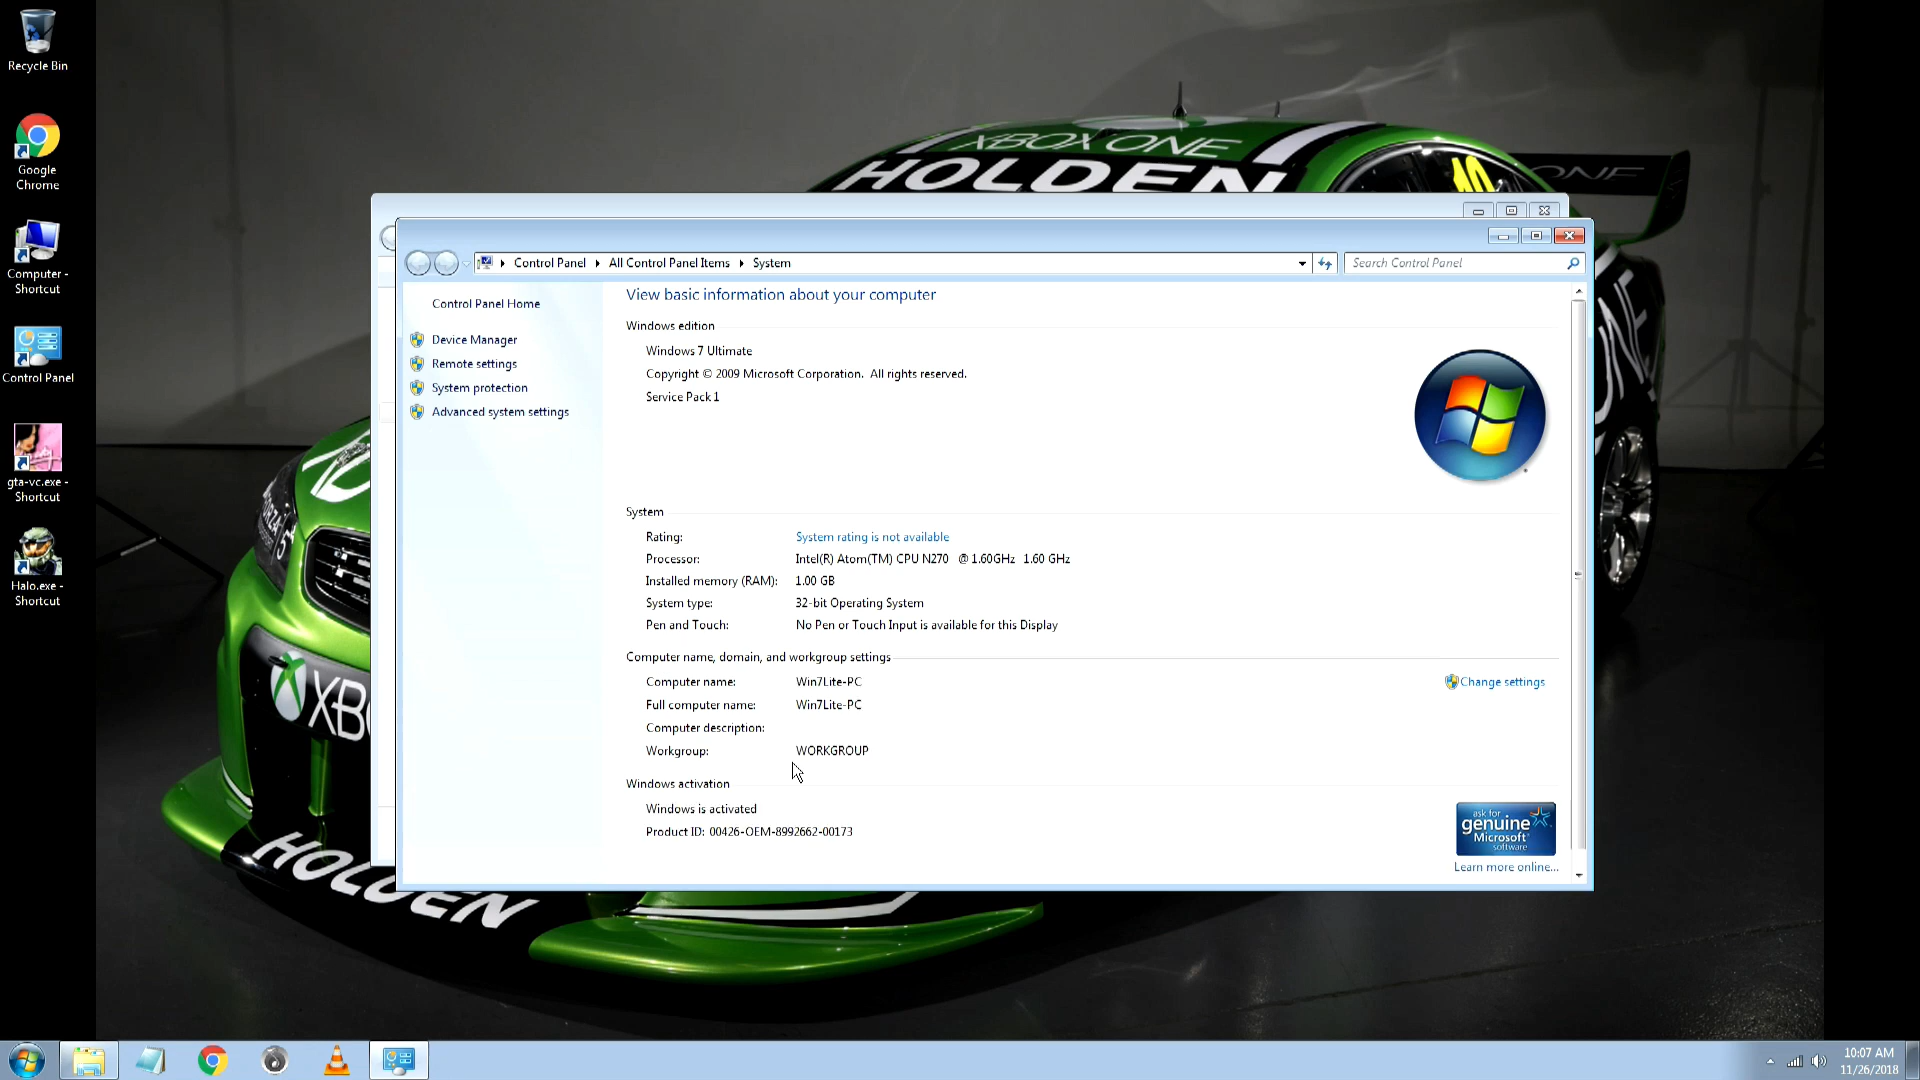 Recycle Bin
Google
Chrome
Computer -
Shortcut
Control Panel
gta-vc.exe -
Shortcut
Halo.exe -
Shortcut
XBOX ONE
HOLDEN
ONE
Control Panel
All Control Panel Items
System
Search Control Panel
Control Panel Home
Device Manager
Remote settings
System protection
Advanced system settings
View basic information about your computer
Windows edition
Windows 7 Ultimate
Copyright © 2009 Microsoft Corporation. All rights reserved.
Service Pack 1
System
Rating: System rating is not available
Processor: Intel(R) Atom(TM) CPU N270 @ 1.60GHz 1.60 GHz
Installed memory (RAM): 1.00 GB
System type: 32-bit Operating System
Pen and Touch: No Pen or Touch Input is available for this Display
Computer name, domain, and workgroup settings
Computer name: Win7Lite-PC
Change settings
Full computer name: Win7Lite-PC
Computer description:
Workgroup: WORKGROUP
Windows activation
Windows is activated
Product ID: 00426-OEM-8992662-00173
ask for
genuine
Microsoft
software
Learn more online...
XB
HOLDEN
10:07 AM
11/26/2018